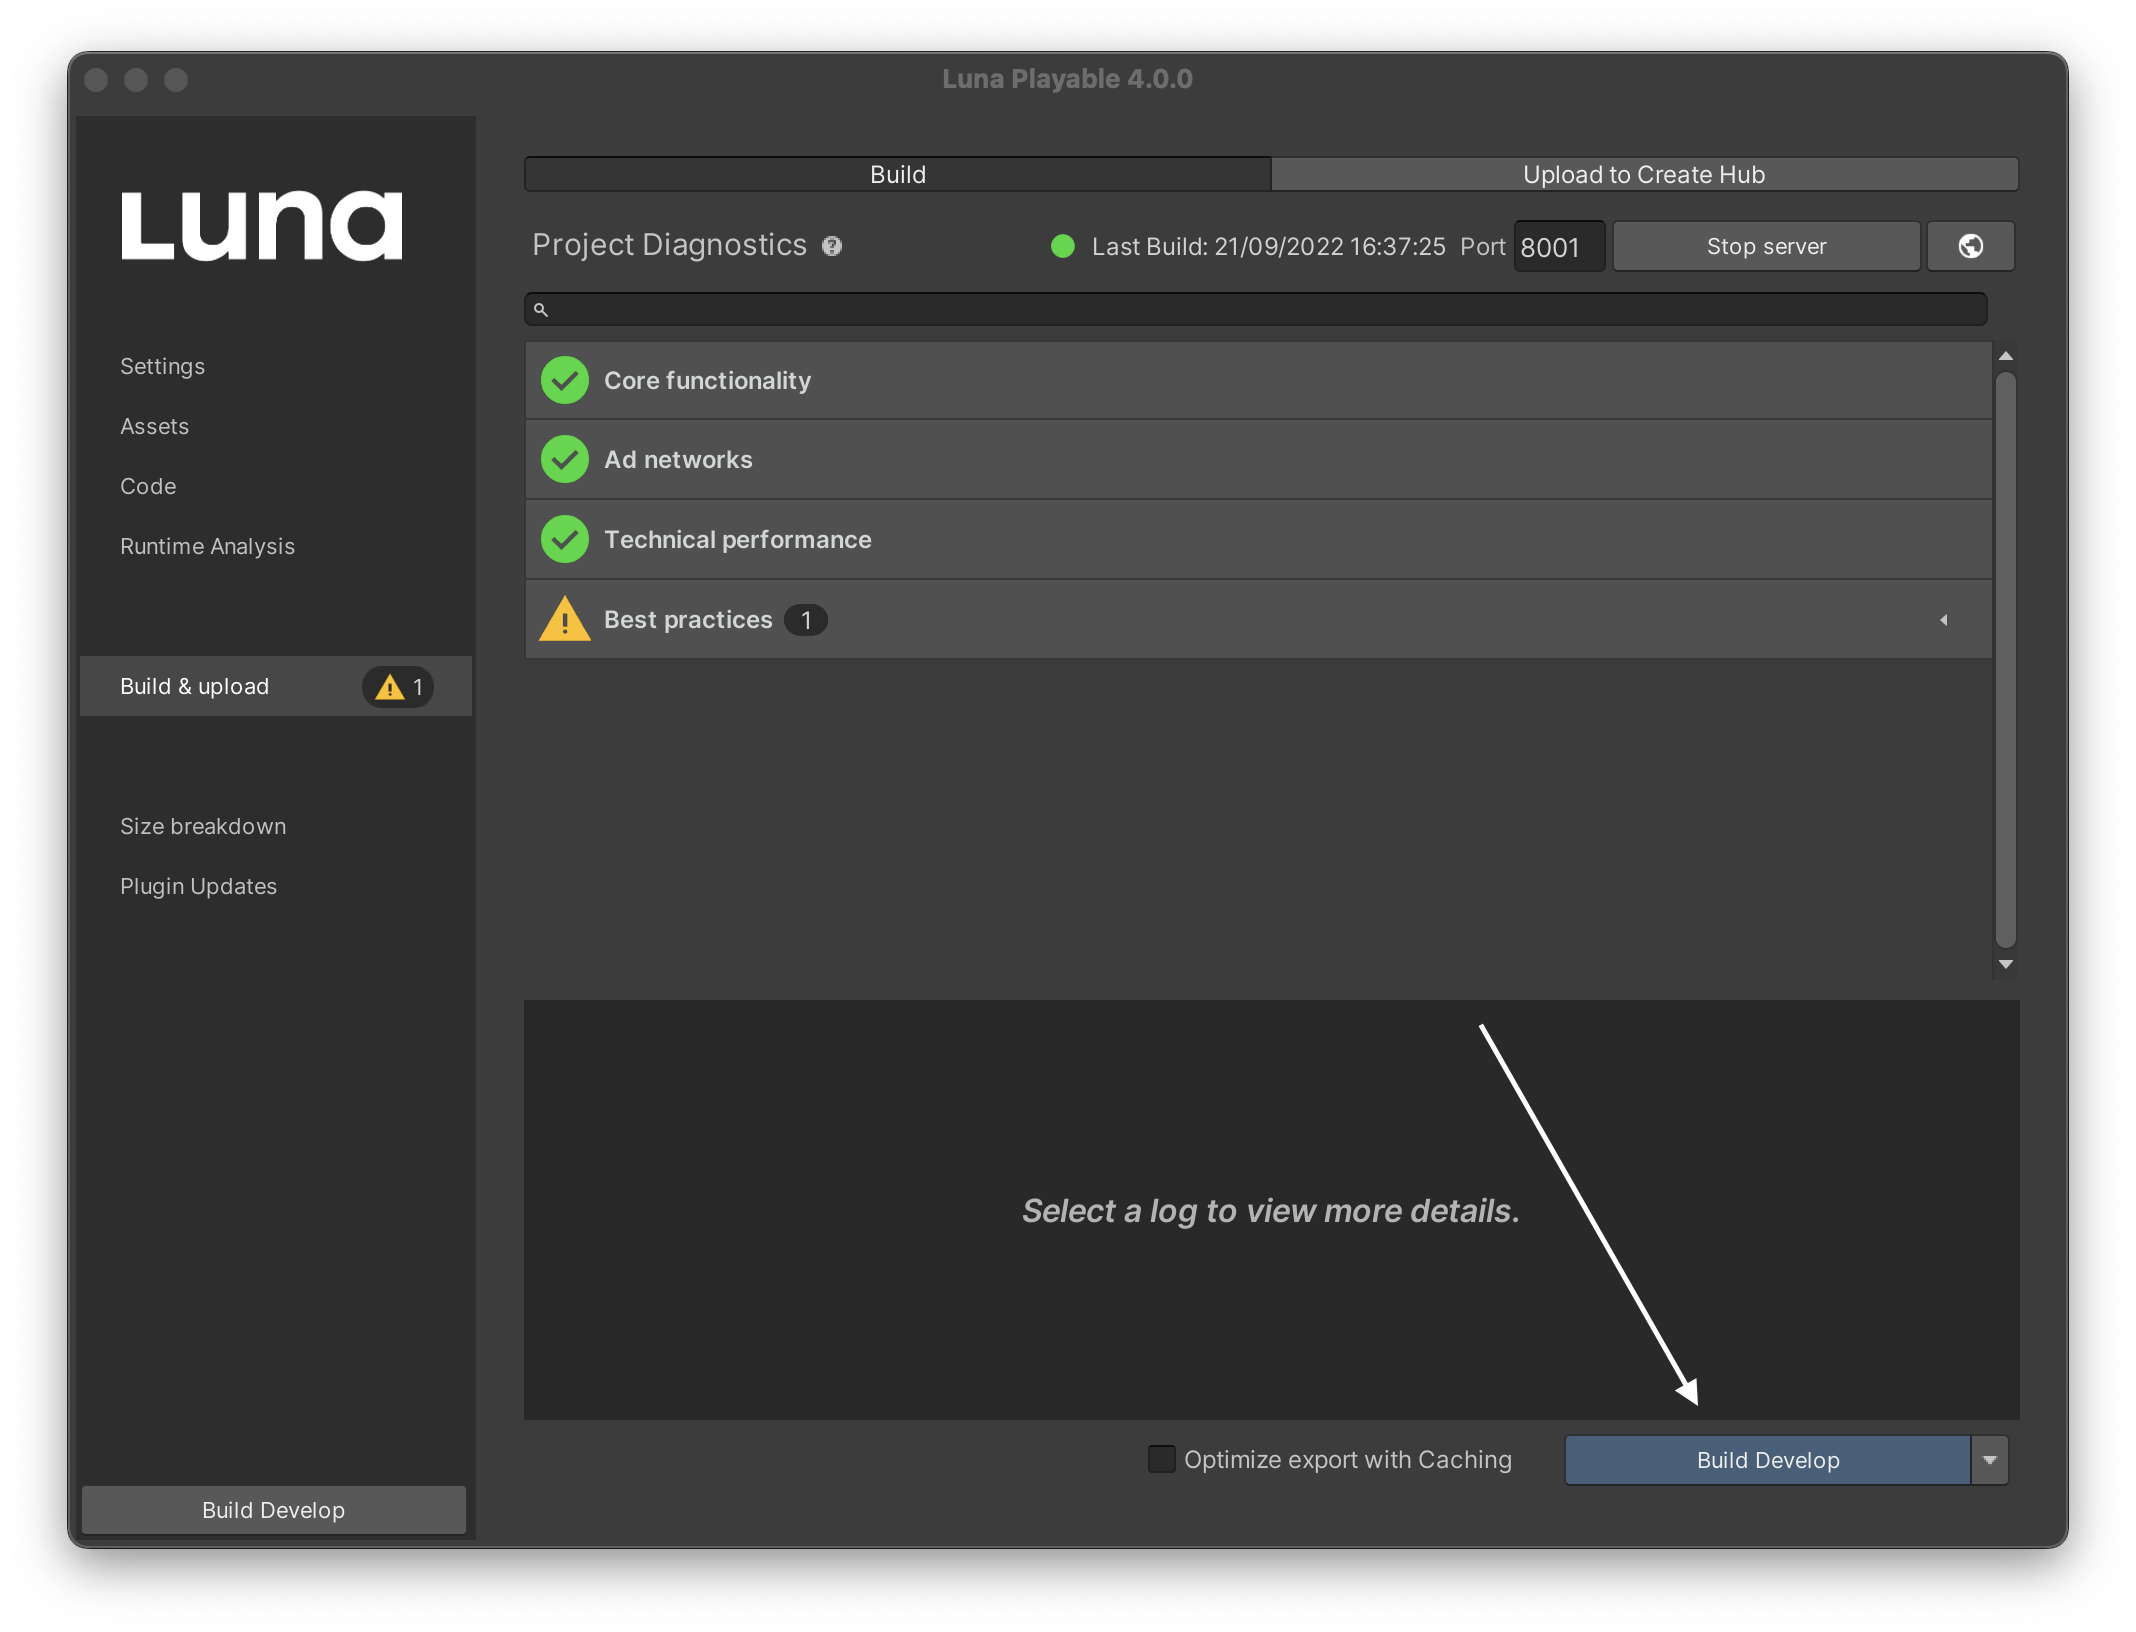 Luna Playable 4.0.0
Luna
Settings
Assets
Code
Runtime Analysis
Build & upload 1
Size breakdown
Plugin Updates
Build Develop
Build
Upload to Create Hub
Project Diagnostics
Last Build: 21/09/2022 16:37:25 Port 8001 Stop server
Core functionality
Ad networks
Technical performance
Best practices 1
Select a log to view more details.
Optimize export with Caching
Build Develop